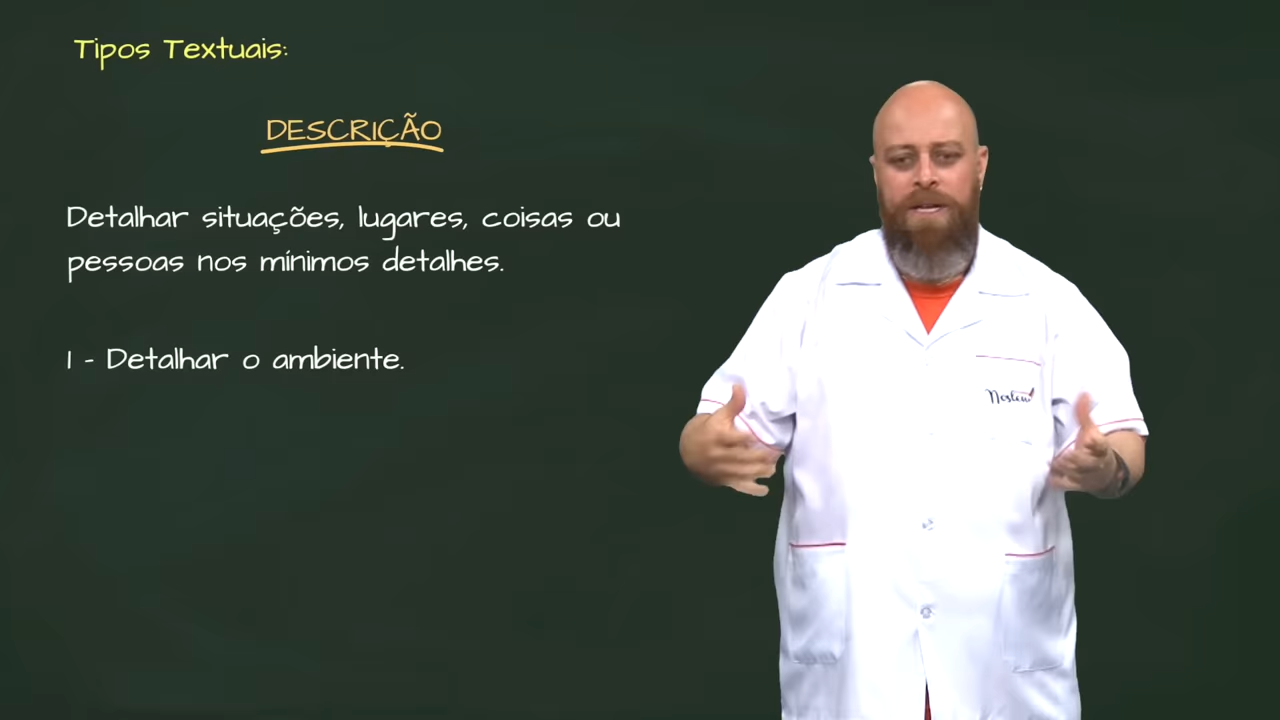 Tipos Textuais:
DESCRIÇÃO
Detalhar situações, lugares, coisas ou
pessoas nos mínimos detalhes.
1 - Detalhar o ambiente.